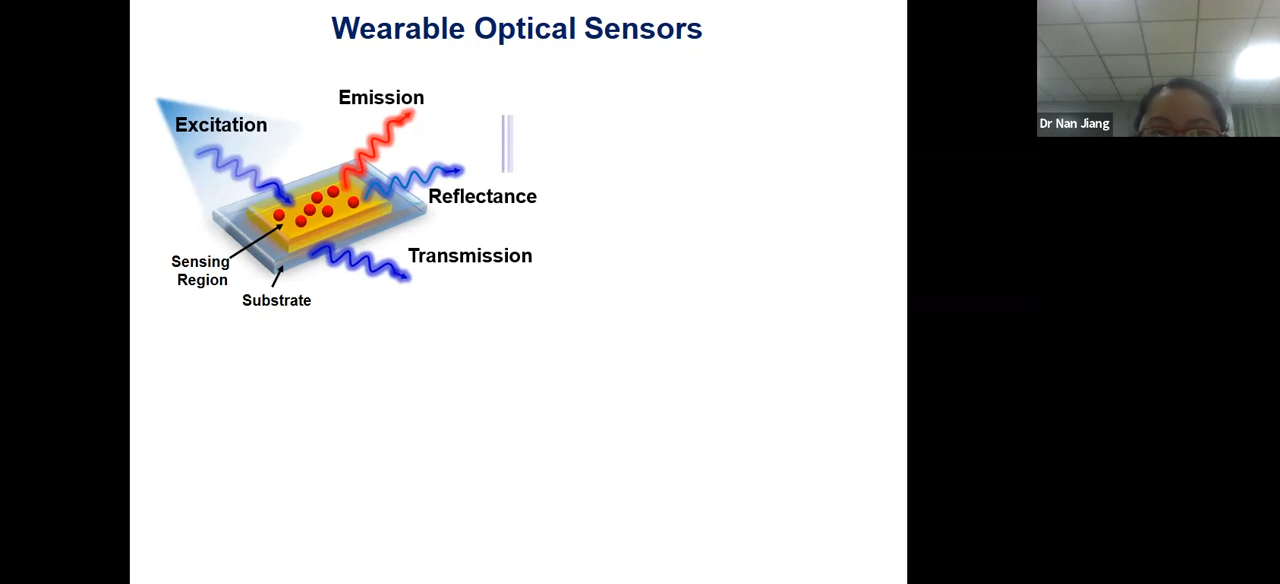 Wearable Optical Sensors
Emission
Excitation
Dr Nan Jiang
Reflectance
Transmission
Sensing
Region
Substrate